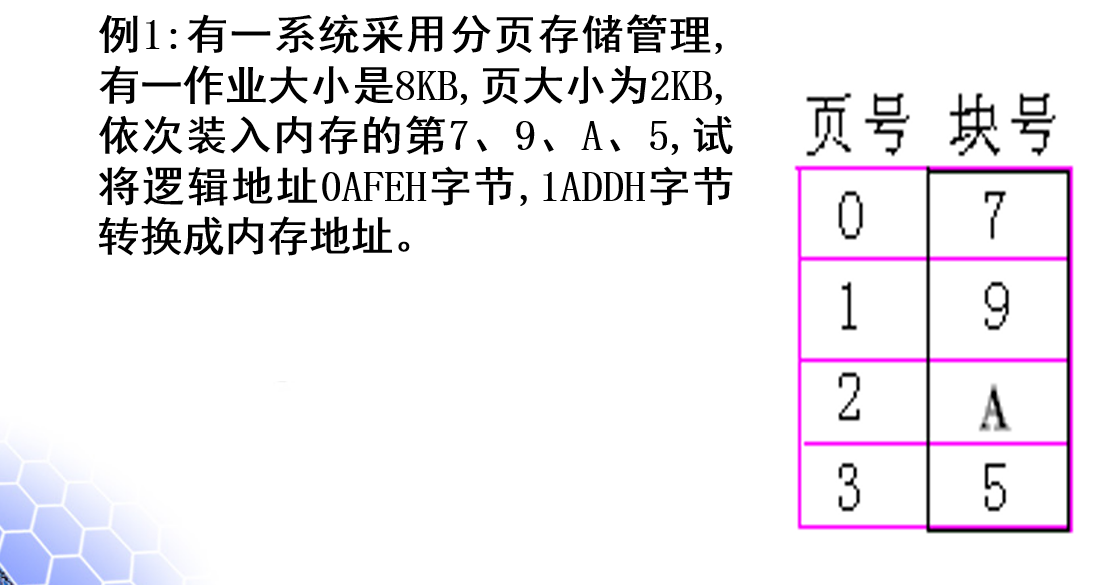 例1:有一系统采用分页存储管理,
有一作业大小是8KB,页大小为2KB,
依次装入内存的第7、9、A、5,试
将逻辑地址0AFEH字节,1ADDH字节
转换成内存地址。
页号 块号
0 7
1 9
2 A
3 5